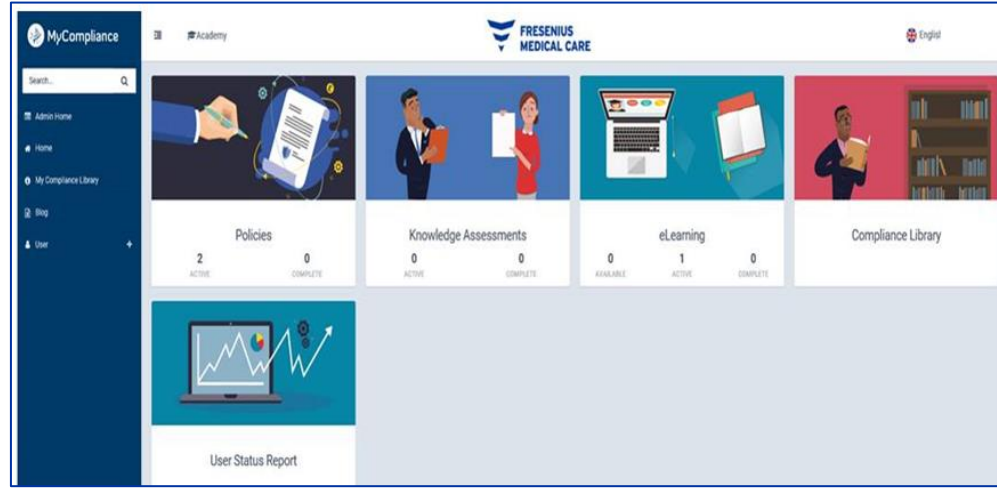 MyCompliance
Academy
FRESENIUS
MEDICAL CARE
English
Search...
Admin Home
Home
My Compliance Library
Blog
User +
Policies
2 0
ACTIVE COMPLETE
Knowledge Assessments
0 0
ACTIVE COMPLETE
eLearning
0 1 0
AVAILABLE ACTIVE COMPLETE
Compliance Library
User Status Report